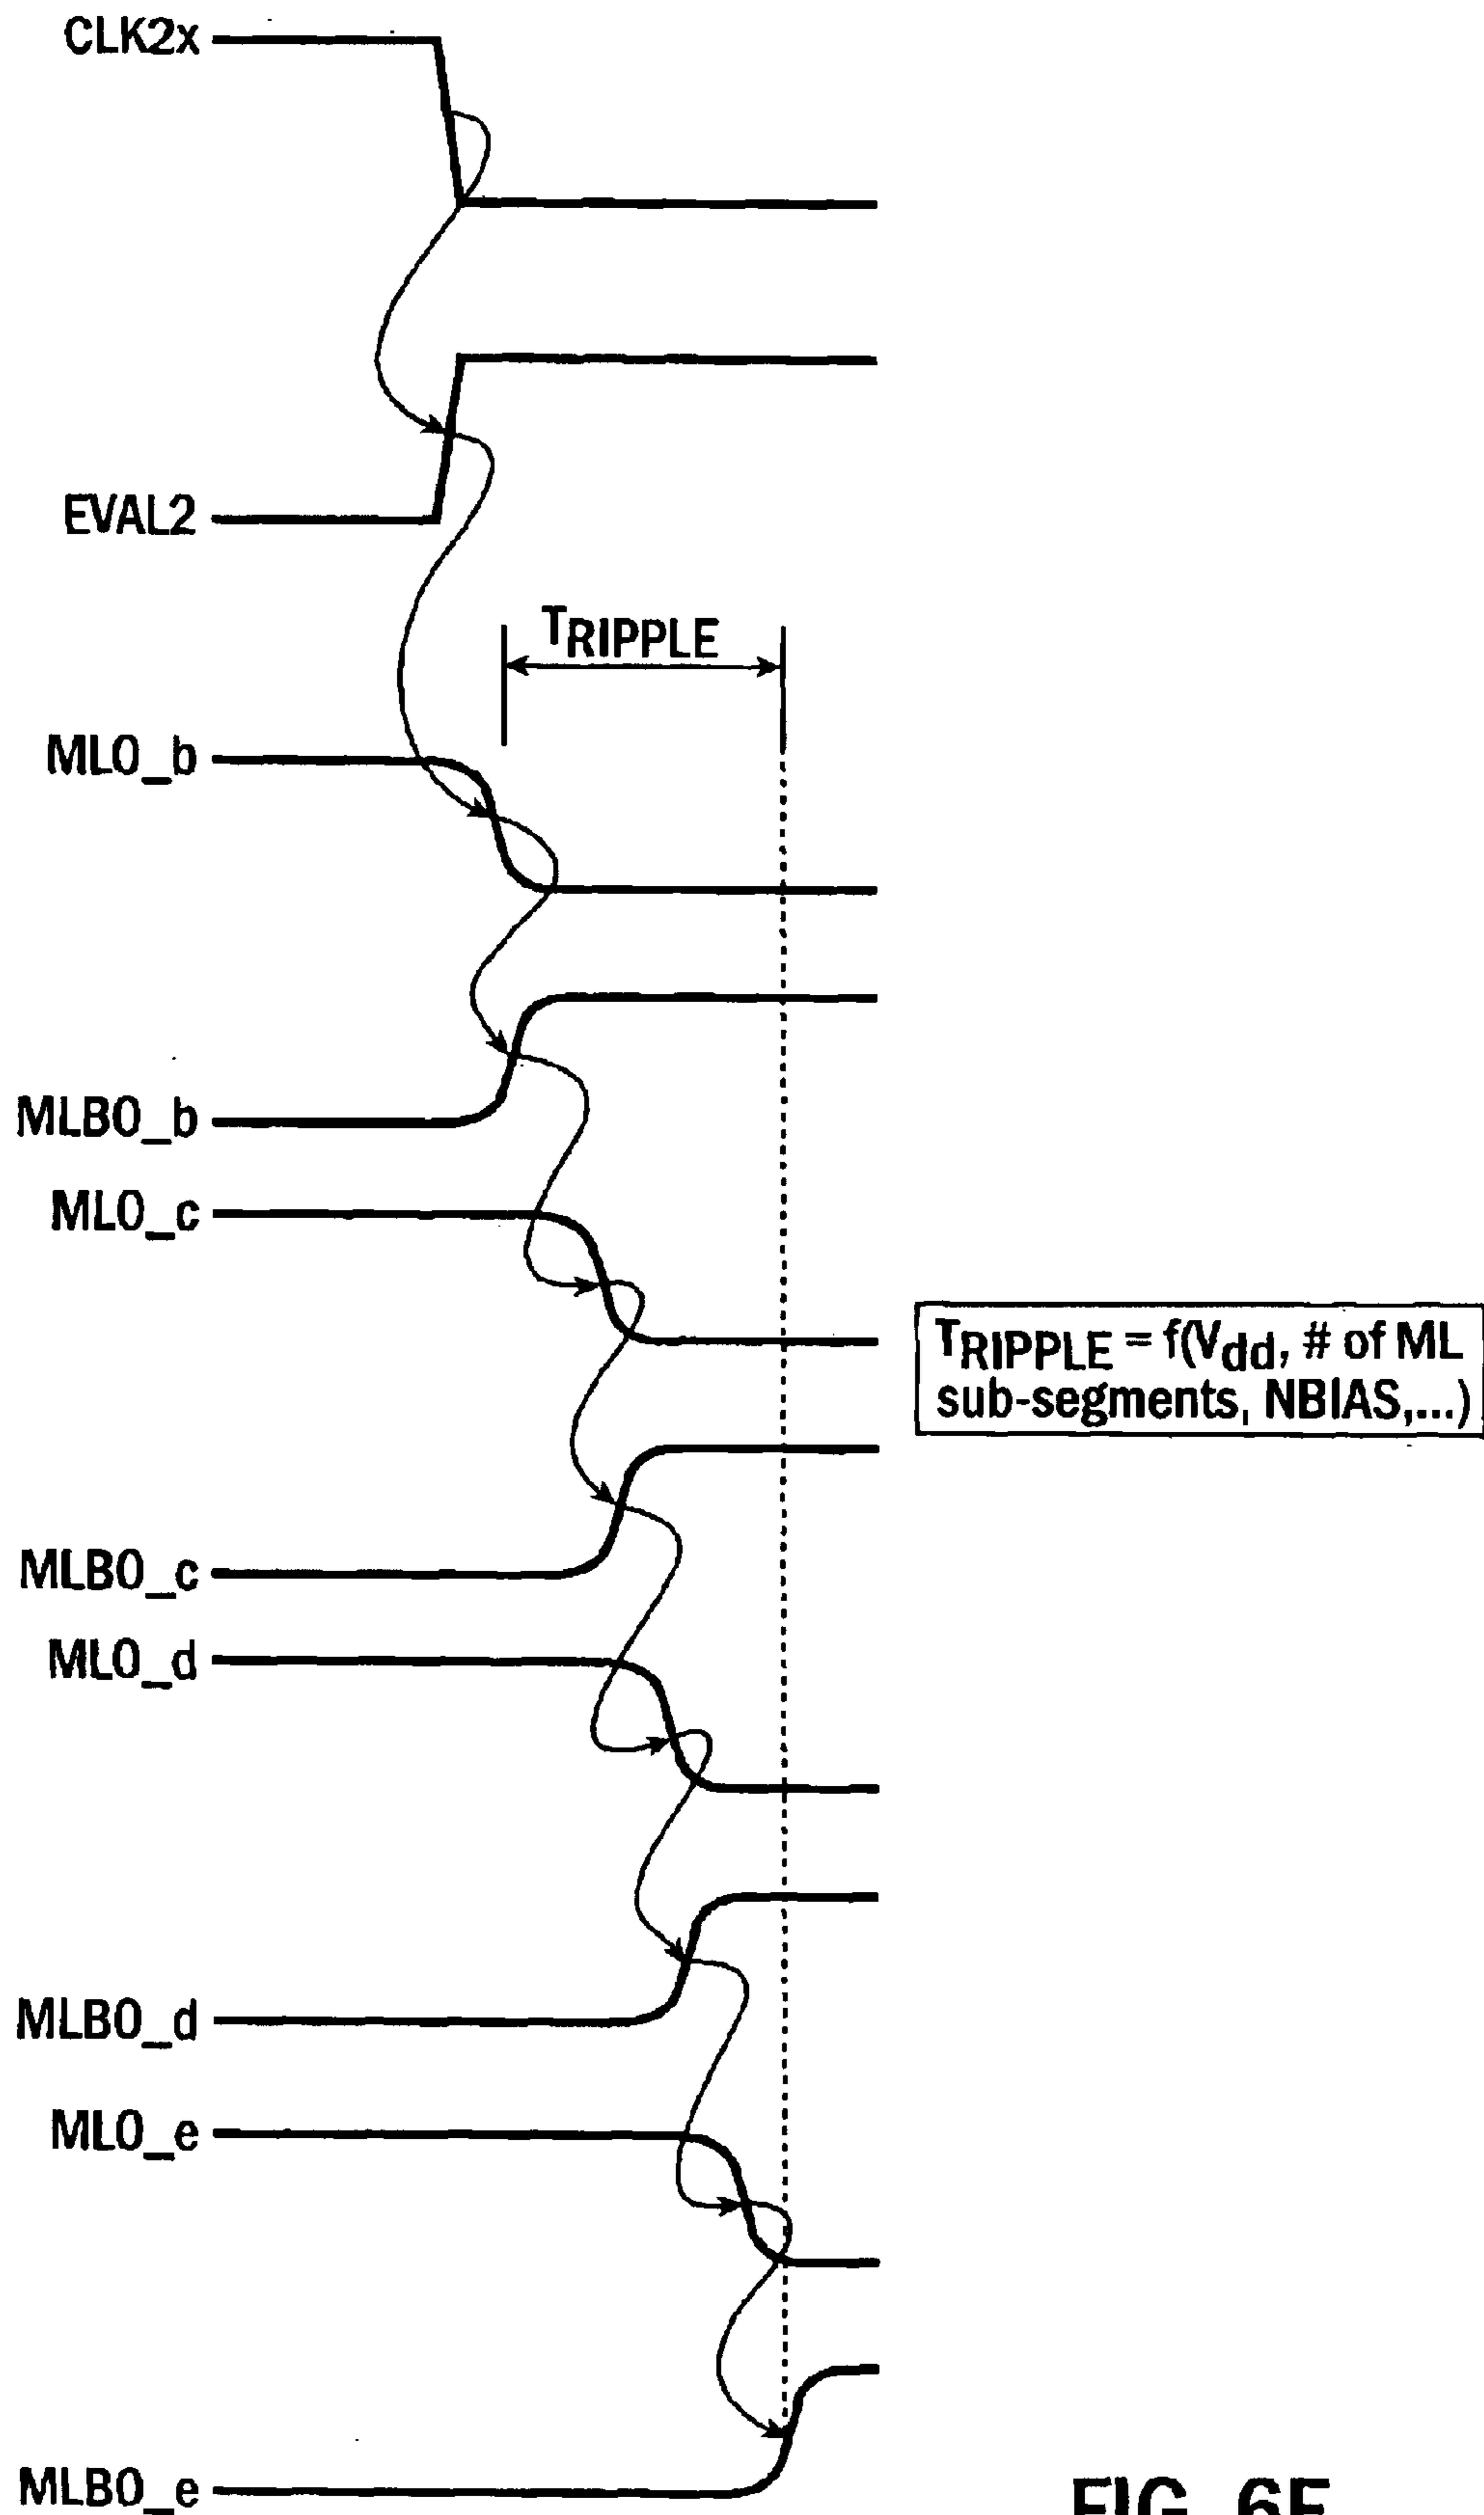 CLK2x
EVAL2
TRIPPLE
MLO_b
MLBO_b
MLO_c
TRIPPLE = f(Vdd, # of ML
sub-segments, NBIAS,...)
MLBO_c
MLO_d
MLBO_d
MLO_e
MLBO_e